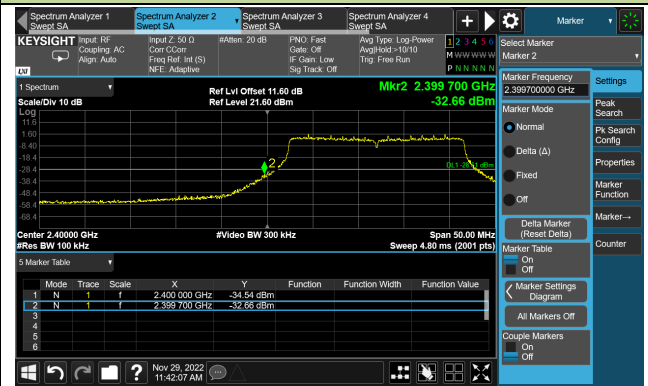 Spectrum Analyzer 1
Swept SA
Spectrum Analyzer 2
Swept SA
Spectrum Analyzer 3
Swept SA
Spectrum Analyzer 4
Swept SA
Marker
KEYSIGHT
Input: RF
Coupling: AC
Align: Auto
Input Z: 50 Ω
Corr CCorr
Freq Ref: Int (S)
NFE: Adaptive
#Atten: 20 dB
PNO: Fast
Gate: Off
IF Gain: Low
Sig Track: Off
Avg Type: Log-Power
Avg|Hold:>10/10
Trig: Free Run
1 2 3 4 5 6
M W W W W W
P N N N N N
LXI
Select Marker
Marker 2
1 Spectrum
Scale/Div 10 dB
Ref Lvl Offset 11.60 dB
Ref Level 21.60 dBm
Mkr2 2.399 700 GHz
-32.66 dBm
Log
11.6
1.60
-8.40
-18.4
-28.4
-38.4
-48.4
-58.4
-68.4
2
Center 2.40000 GHz
#Res BW 100 kHz
#Video BW 300 kHz
Span 50.00 MHz
Sweep 4.80 ms (2001 pts)
5 Marker Table
Mode Trace Scale X Y Function Function Width Function Value
1 N 1 f 2.400 000 GHz -34.54 dBm
2 N 1 f 2.399 700 GHz -32.66 dBm
3
4
5
6
Marker Frequency
2.399700000 GHz
Marker Mode
Normal
Delta (Δ)
Fixed
Off
Delta Marker
(Reset Delta)
Marker Table
On
Off
Marker Settings
Diagram
All Markers Off
Couple Markers
On
Off
Settings
Peak
Search
Pk Search
Config
Properties
Marker
Function
Marker→
Counter
?
Nov 29, 2022
11:42:07 AM